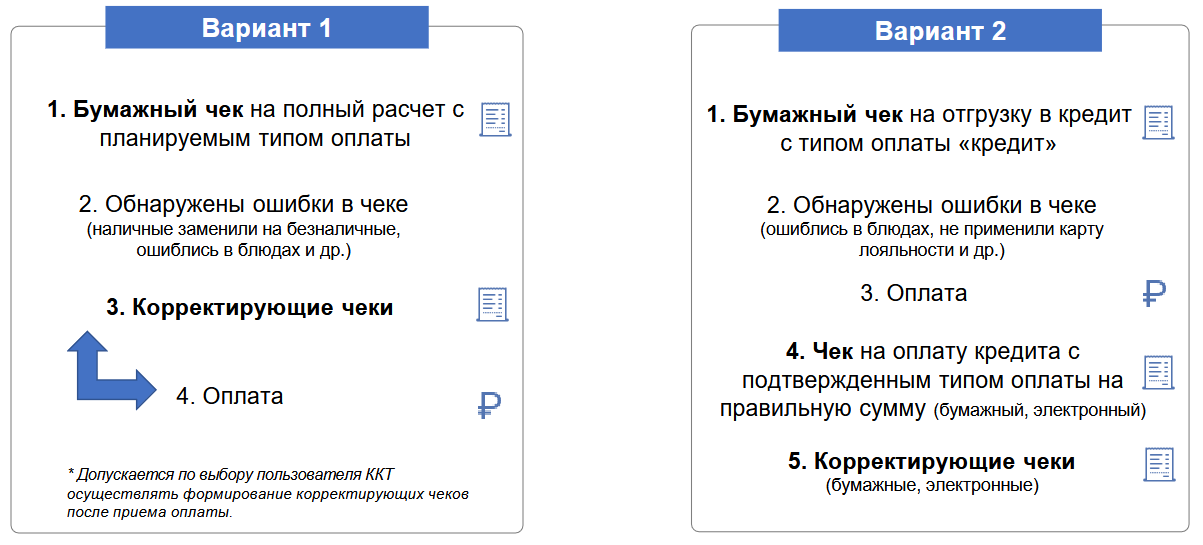 Вариант 1
1. Бумажный чек на полный расчет с
планируемым типом оплаты
2. Обнаружены ошибки в чеке
(наличные заменили на безналичные,
ошиблись в блюдах и др.)
3. Корректирующие чеки
4. Оплата
* Допускается по выбору пользователя ККТ
осуществлять формирование корректирующих чеков
после приема оплаты.
Вариант 2
1. Бумажный чек на отгрузку в кредит
с типом оплаты «кредит»
2. Обнаружены ошибки в чеке
(ошиблись в блюдах, не применили карту
лояльности и др.)
3. Оплата
4. Чек на оплату кредита с
подтвержденным типом оплаты на
правильную сумму (бумажный, электронный)
5. Корректирующие чеки
(бумажные, электронные)